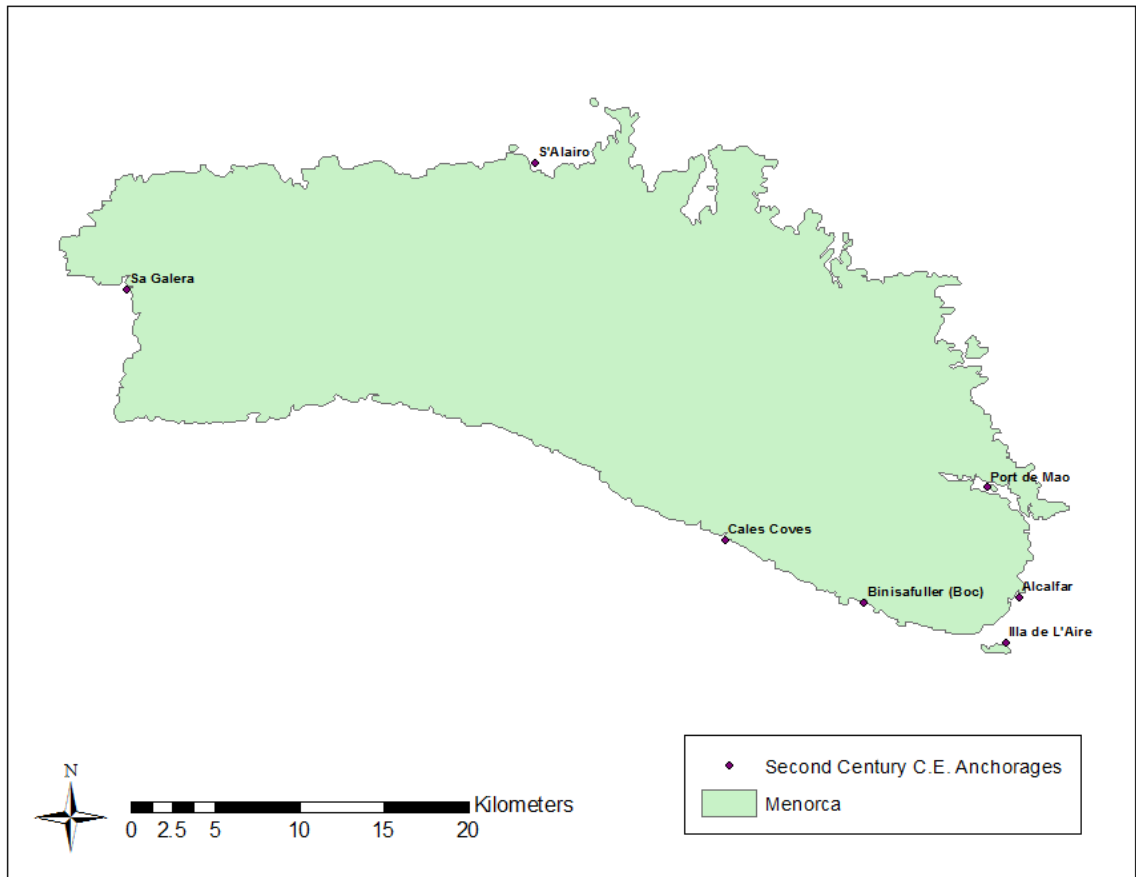 S'Alairo
Sa Galera
Port de Mao
Cales Coves
Binisafuller (Boc)
Alcalfar
Illa de L'Aire
N
Kilometers
0 2.5 5 10 15 20
Second Century C.E. Anchorages
Menorca